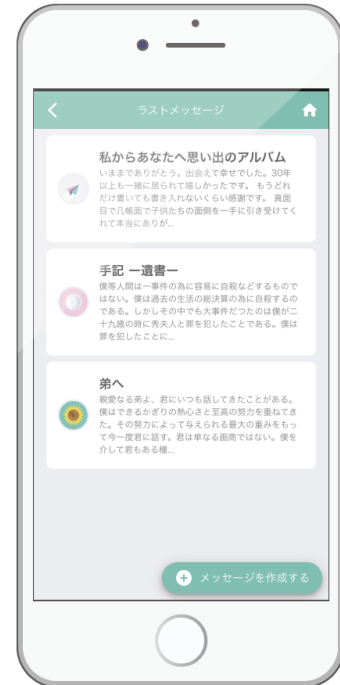 ラストメッセージ
私からあなたへ思い出のアルバム
いままでありがとう。出会えて幸せでした。30年
以上も一緒に居られて嬉しかったです。 もうどれ
だけ書いても書き入れないくらい感謝です。 真面
目で几帳面で子供たちの面倒を一手に引き受けてく
れて本当にありが...
手記 ー遺書ー
僕等人間は一事件の為に容易に自殺などするもので
はない。僕は過去の生活の総決算の為に自殺するの
である。しかしその中でも大事件だつたのは僕が二
十九歳の時に秀夫人と罪を犯したことである。僕は
罪を犯したことに...
弟へ
親愛なる弟よ、君にいつも話してきたことがある。
僕はできるかぎりの熱心さと至高の努力を重ねてき
た。その努力によって与えられる最大の重みをもっ
て今一度君に話す。君は単なる画商ではない。僕を
介して君もある種...
メッセージを作成する